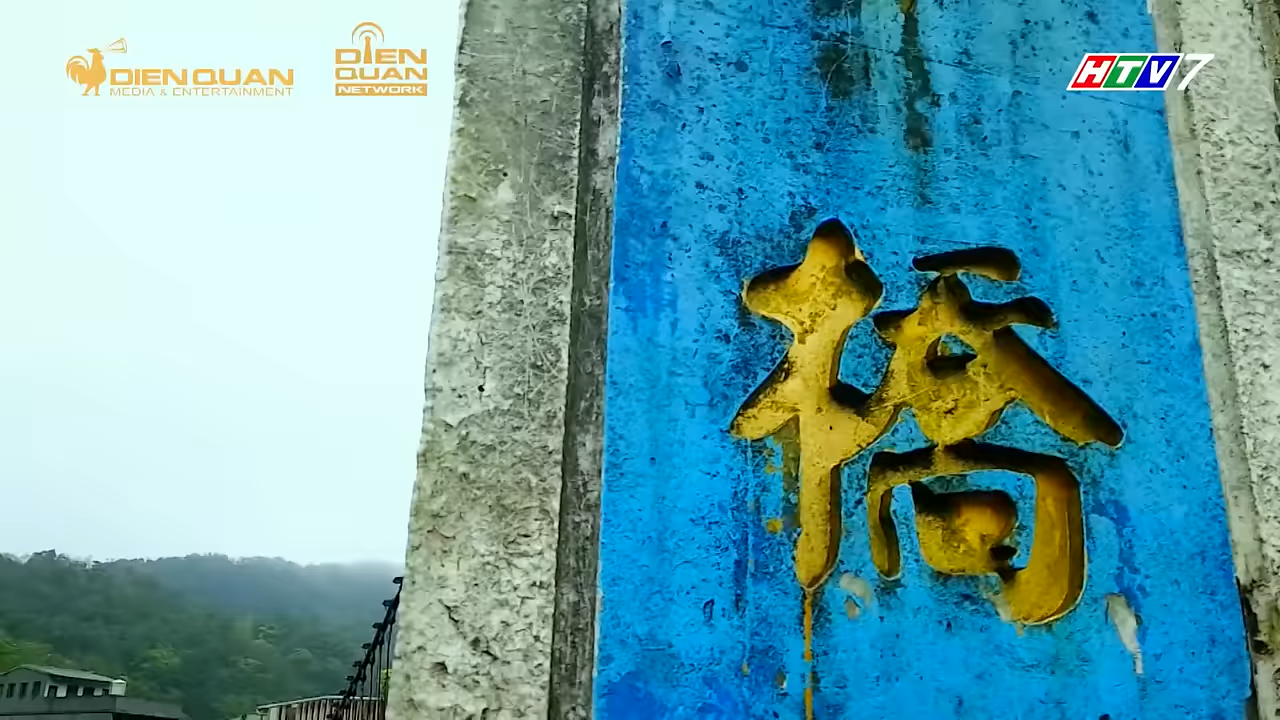 DIEN QUAN
MEDIA & ENTERTAINMENT
DIEN
QUAN
NETWORK
HTV7
橋